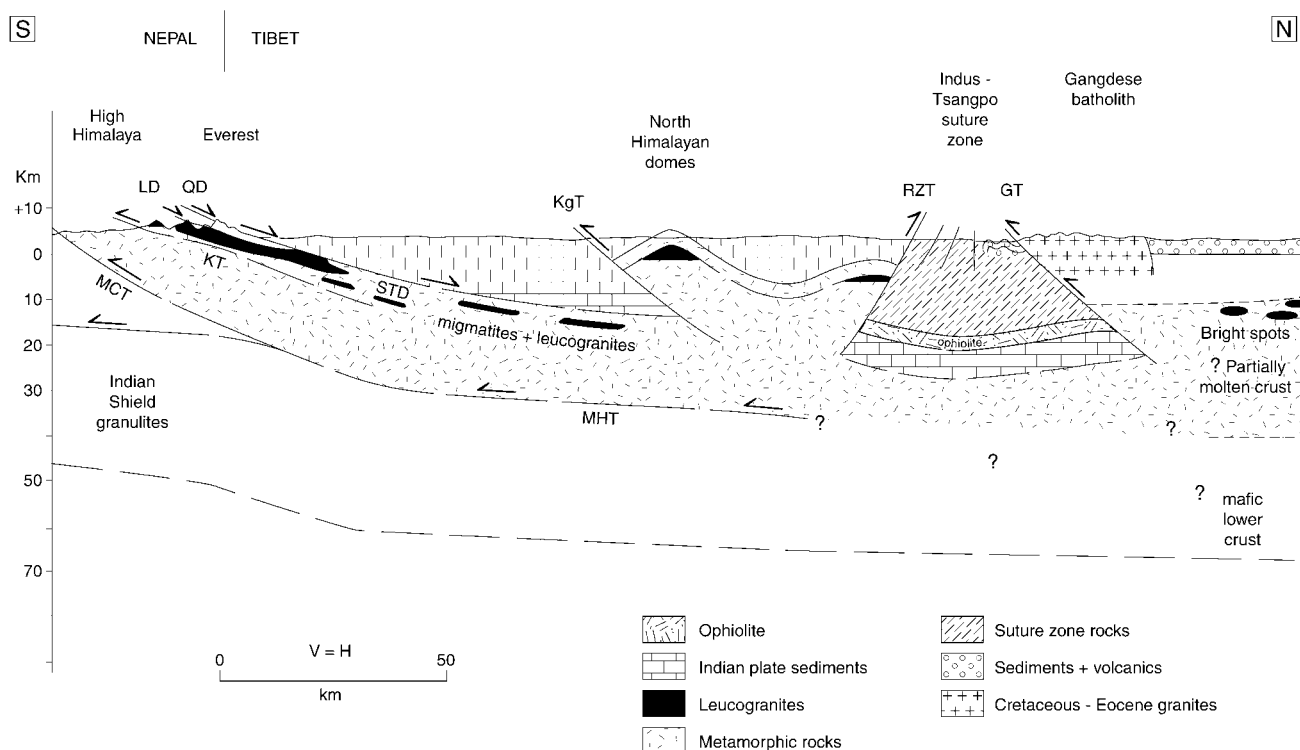 S
N
NEPAL
TIBET
High
Himalaya
Everest
North
Himalayan
domes
Indus -
Tsangpo
suture
zone
Gangdese
batholith
Km
+10
0
10
20
30
50
70
LD
QD
KgT
RZT
GT
KT
STD
MCT
migmatites + leucogranites
ophiolite
Bright spots
? Partially
molten crust
Indian
Shield
granulites
MHT
?
?
?
?
mafic
lower
crust
V = H
0
50
km
Ophiolite
Indian plate sediments
Leucogranites
Metamorphic rocks
Suture zone rocks
Sediments + volcanics
Cretaceous - Eocene granites